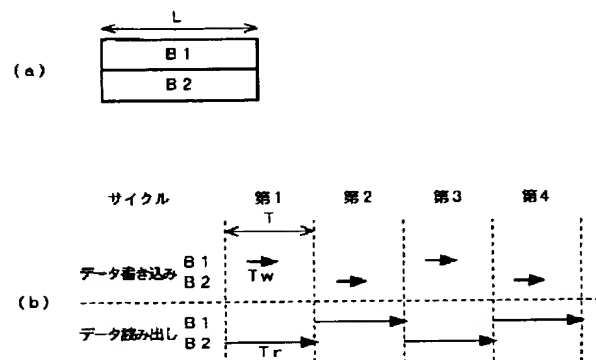 L
(a)
B1
B2
サイクル 第1 第2 第3 第4
T
データ書き込み B1
B2
Tw
(b)
データ読み出し B1
B2
Tr